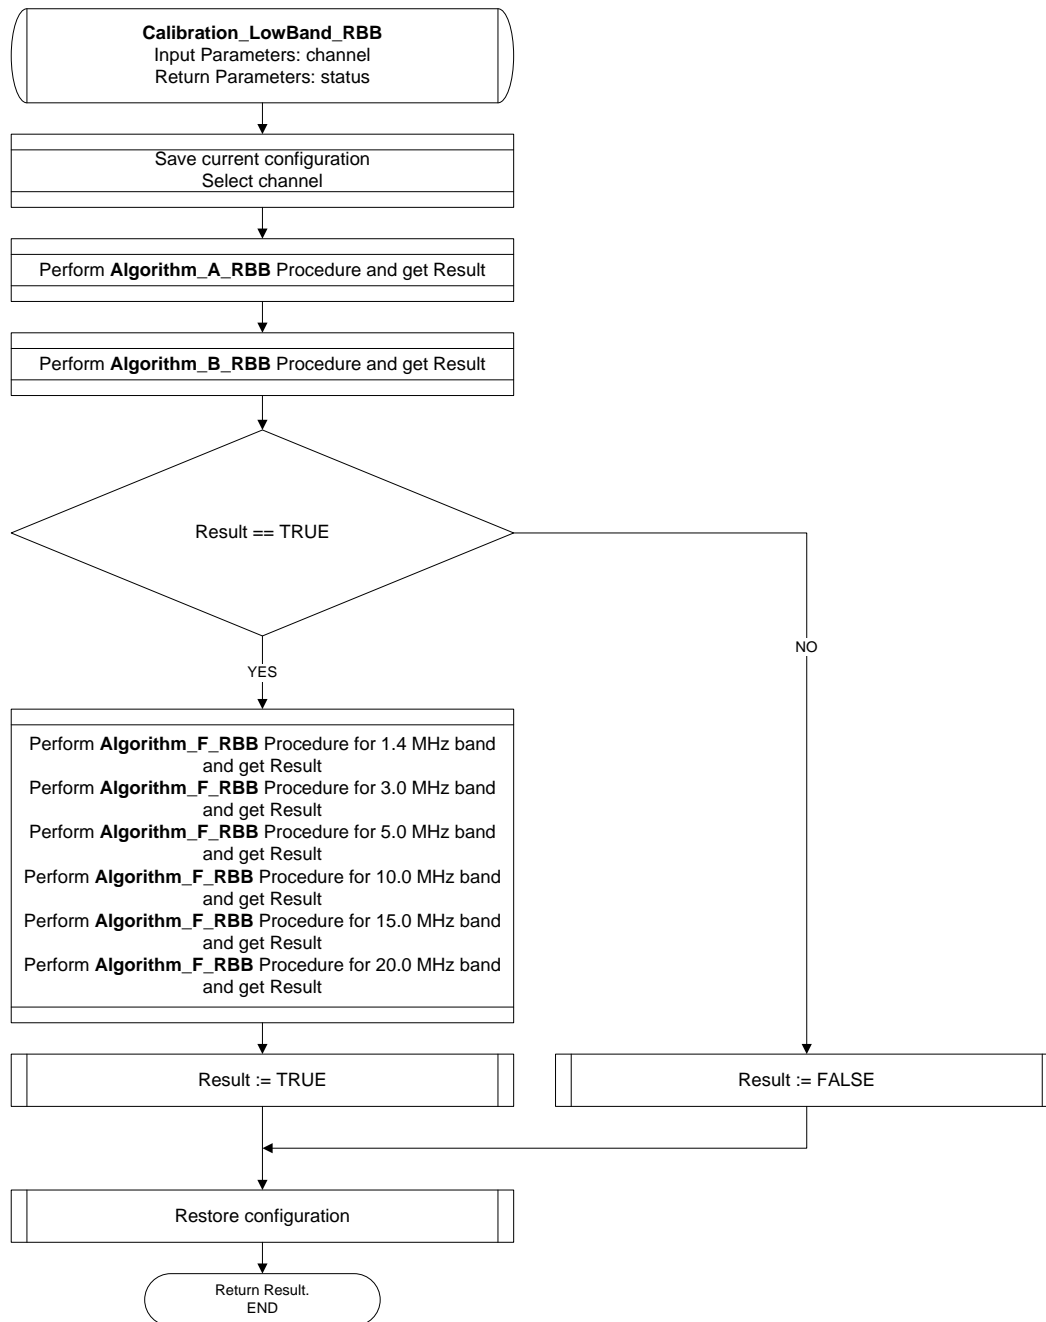 Calibration_LowBand_RBB
Input Parameters: channel
Return Parameters: status
Save current configuration
Select channel
Perform Algorithm_A_RBB Procedure and get Result
Perform Algorithm_B_RBB Procedure and get Result
Result == TRUE
NO
YES
Perform Algorithm_F_RBB Procedure for 1.4 MHz band
and get Result
Perform Algorithm_F_RBB Procedure for 3.0 MHz band
and get Result
Perform Algorithm_F_RBB Procedure for 5.0 MHz band
and get Result
Perform Algorithm_F_RBB Procedure for 10.0 MHz band
and get Result
Perform Algorithm_F_RBB Procedure for 15.0 MHz band
and get Result
Perform Algorithm_F_RBB Procedure for 20.0 MHz band
and get Result
Result := TRUE
Result := FALSE
Restore configuration
Return Result.
END